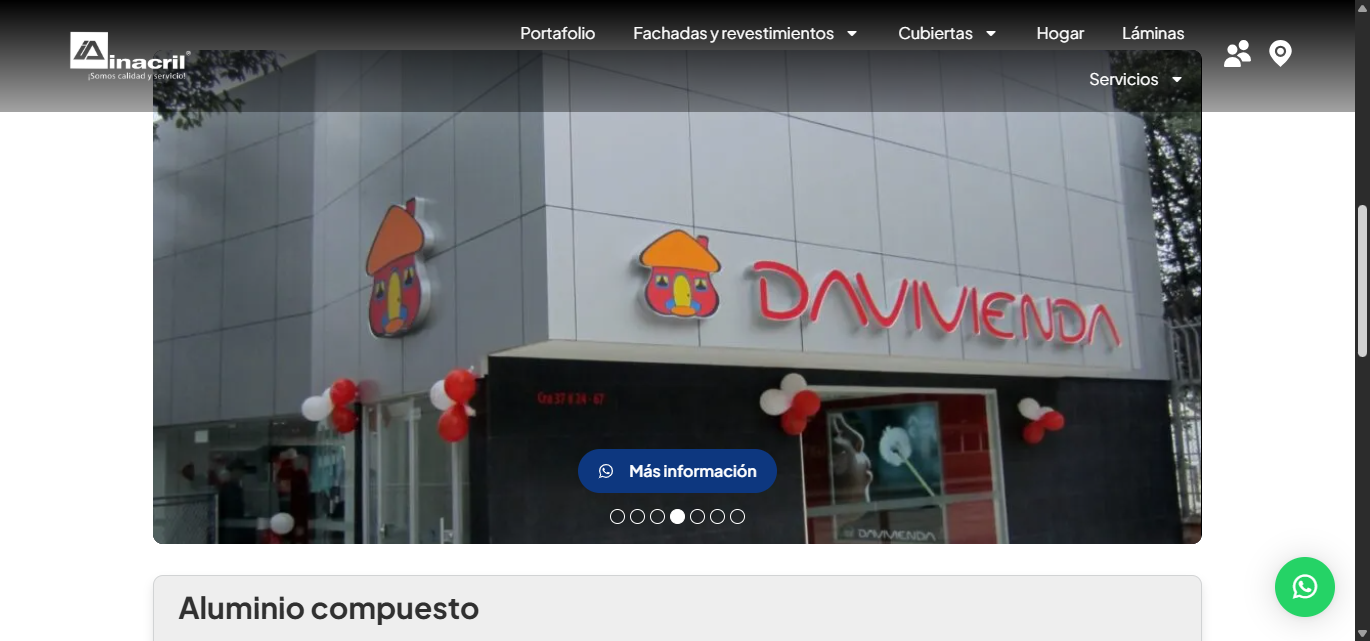 Portafolio
Fachadas y revestimientos
Cubiertas
Hogar
Láminas
inacril®
¡Somos calidad y servicio!
Servicios
DAVIVIENDA
Cra 37 # 24 - 67
DAVIVIENDA
Más información
Aluminio compuesto